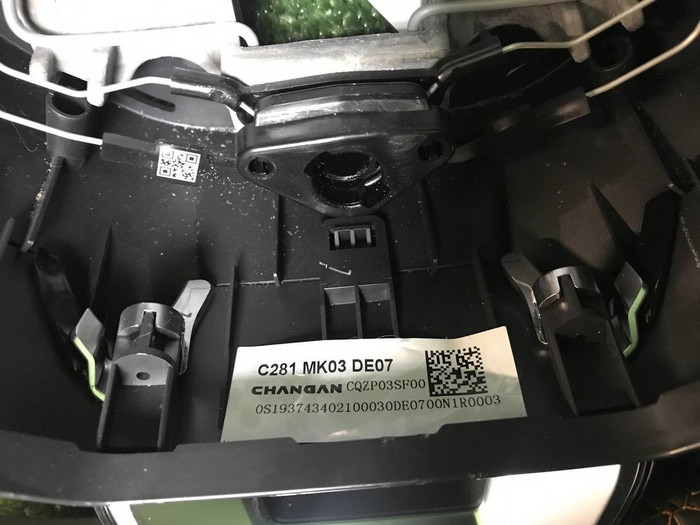 C281 MK03 DE07
CHANGAN CQZP03SF00
0S193743402100030DE0700N1R0003